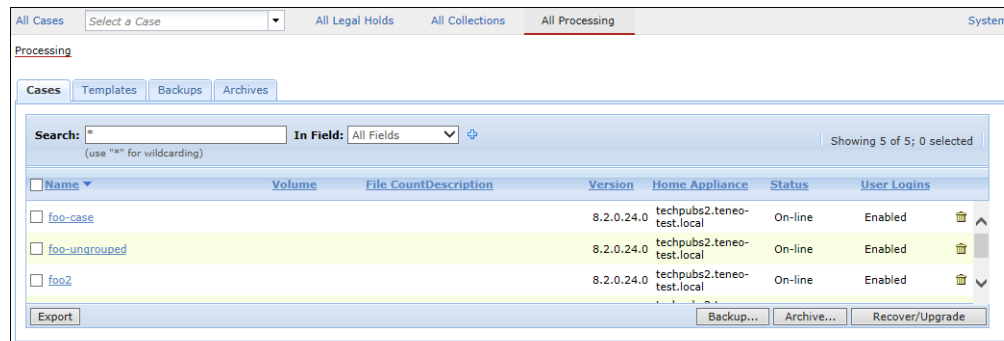 All Cases Select a Case All Legal Holds All Collections All Processing System
Processing
Cases Templates Backups Archives
Search: * In Field: All Fields Showing 5 of 5; 0 selected
(use "*" for wildcarding)
Name Volume File Count Description Version Home Appliance Status User Logins
foo-case 8.2.0.24.0 techpubs2.teneo-test.local On-line Enabled
foo-ungrouped 8.2.0.24.0 techpubs2.teneo-test.local On-line Enabled
foo2 8.2.0.24.0 techpubs2.teneo-test.local On-line Enabled
Export Backup... Archive... Recover/Upgrade